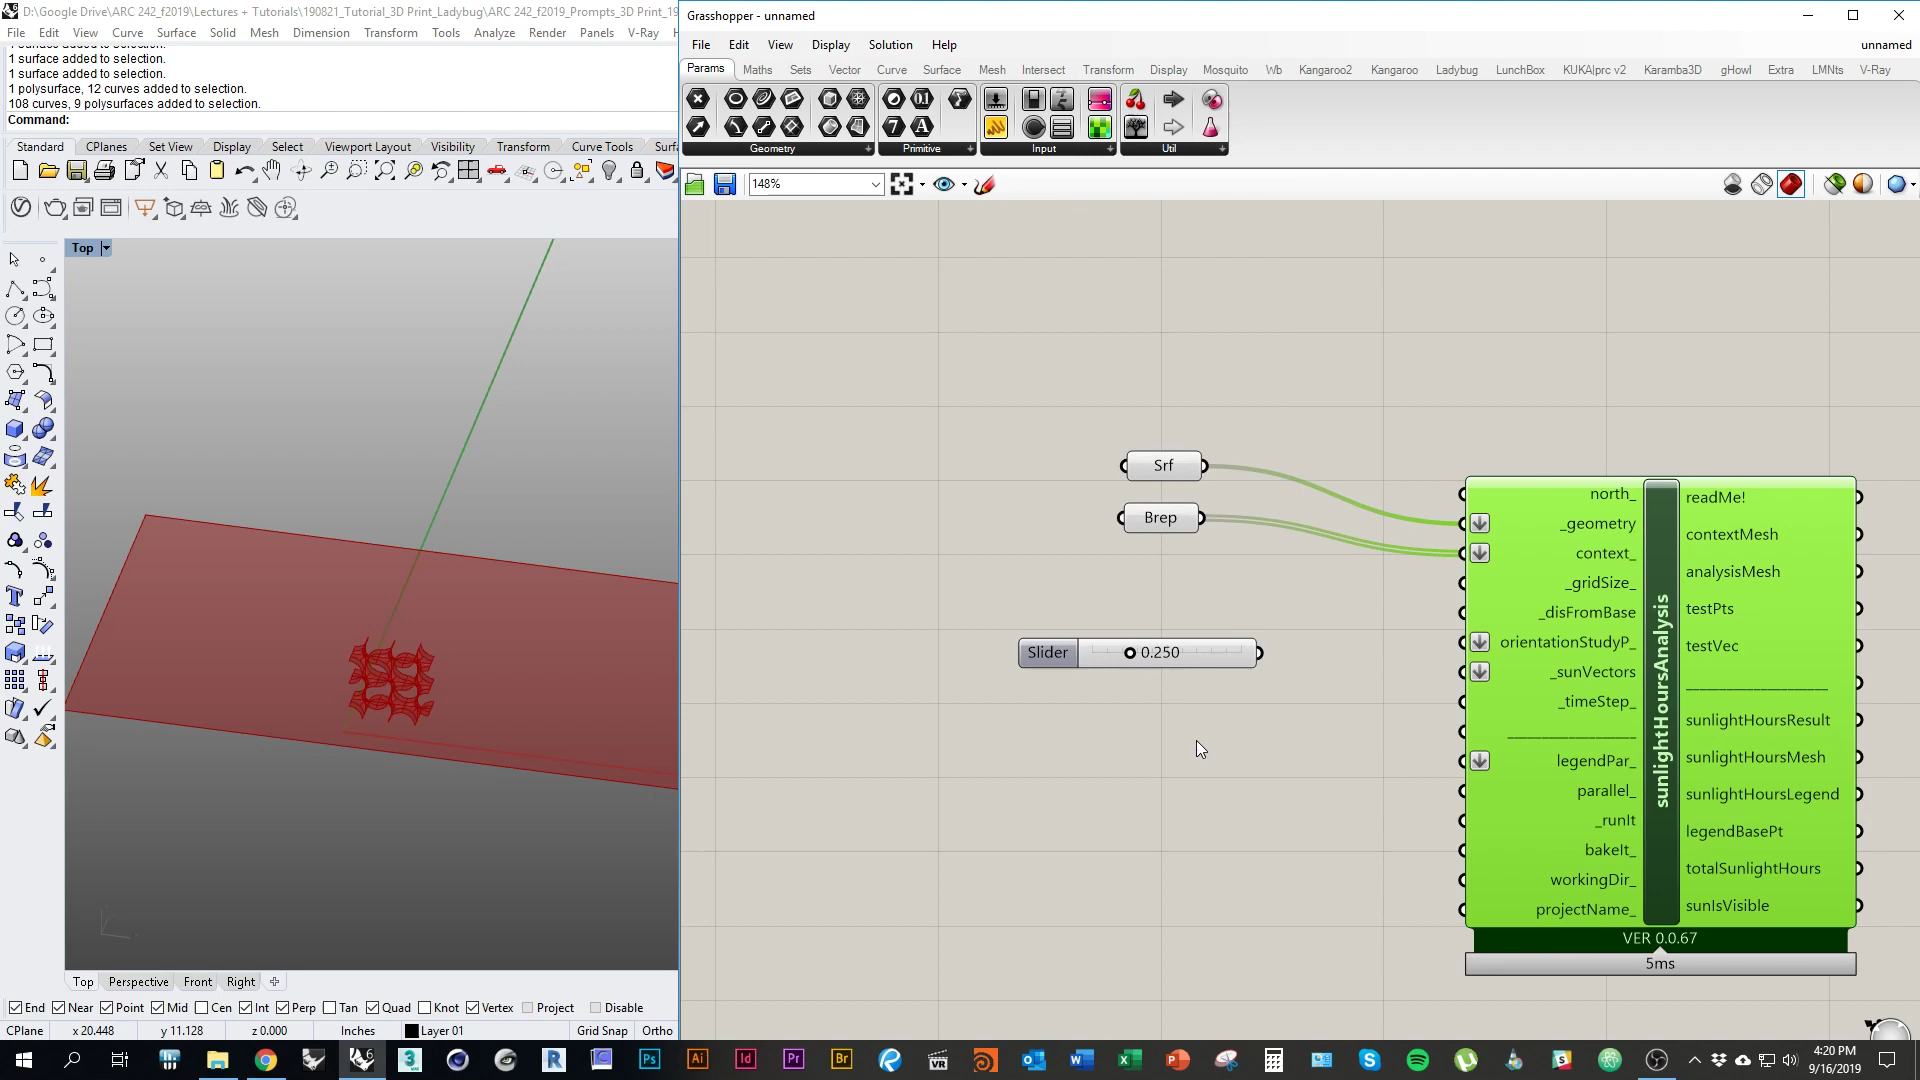 D:\Google Drive\ARC 242_f2019\Lectures + Tutorials\190821_Tutorial_3D Print_Ladybug\ARC 242_f2019_Prompts_3D Print_19
File Edit View Curve Surface Solid Mesh Dimension Transform Tools Analyze Render Panels V-Ray
1 surface added to selection.
1 surface added to selection.
1 polysurface, 12 curves added to selection.
108 curves, 9 polysurfaces added to selection.
Command:
Standard CPlanes Set View Display Select Viewport Layout Visibility Transform Curve Tools Surf
Top
Top Perspective Front Right
End Near Point Mid Cen Int Perp Tan Quad Knot Vertex Project Disable
CPlane x 20.448 y 11.128 z 0.000 Inches Layer 01 Grid Snap Ortho
Grasshopper - unnamed
File Edit View Display Solution Help unnamed
Params Maths Sets Vector Curve Surface Mesh Intersect Transform Display Mosquito Wb Kangaroo2 Kangaroo Ladybug LunchBox KUKA|prc v2 Karamba3D gHowl Extra LMNts V-Ray
Geometry Primitive Input Util
148%
Srf
Brep
Slider 0.250
north_
_geometry
context_
_gridSize_
_disFromBase
orientationStudyP_
_sunVectors
_timeStep_
legendPar_
parallel_
_runIt
bakeIt_
workingDir_
projectName_
sunlightHoursAnalysis
readMe!
contextMesh
analysisMesh
testPts
testVec
sunlightHoursResult
sunlightHoursMesh
sunlightHoursLegend
legendBasePt
totalSunlightHours
sunIsVisible
VER 0.0.67
5ms
4:20 PM
9/16/2019